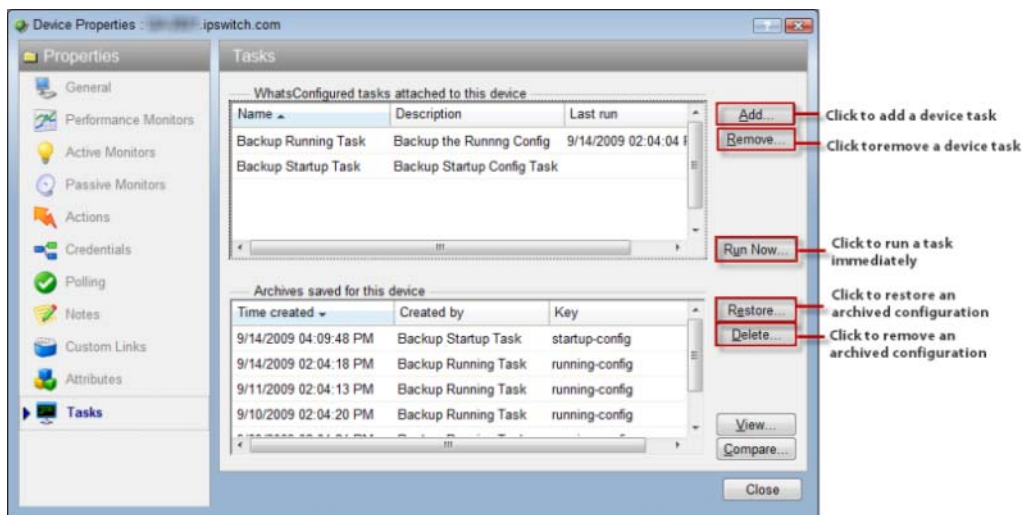 Device Properties : .ipswitch.com
Properties
General
Performance Monitors
Active Monitors
Passive Monitors
Actions
Credentials
Polling
Notes
Custom Links
Attributes
Tasks
Tasks
WhatsConfigured tasks attached to this device
Name Description Last run
Backup Running Task Backup the Runnng Config 9/14/2009 02:04:04
Backup Startup Task Backup Startup Config Task
Add...
Remove...
Run Now...
Archives saved for this device
Time created Created by Key
9/14/2009 04:09:48 PM Backup Startup Task startup-config
9/14/2009 02:04:18 PM Backup Running Task running-config
9/11/2009 02:04:13 PM Backup Running Task running-config
9/10/2009 02:04:20 PM Backup Running Task running-config
Restore...
Delete...
View...
Compare...
Close
Click to add a device task
Click to remove a device task
Click to run a task
immediately
Click to restore an
archived configuration
Click to remove an
archived configuration